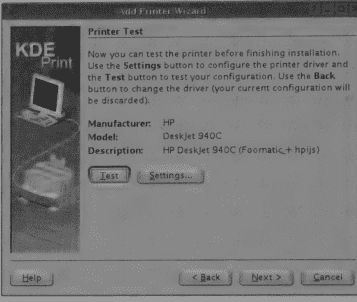 Add Printer Wizard
Printer Test
KDE
Print
Now you can test the printer before finishing installation.
Use the Settings button to configure the printer driver and
the Test button to test your configuration. Use the Back
button to change the driver (your current configuration will
be discarded).
Manufacturer: HP
Model: DeskJet 940C
Description: HP DeskJet 940C (Foomatic + hpijs)
Test Settings...
Help < Back Next > Cancel